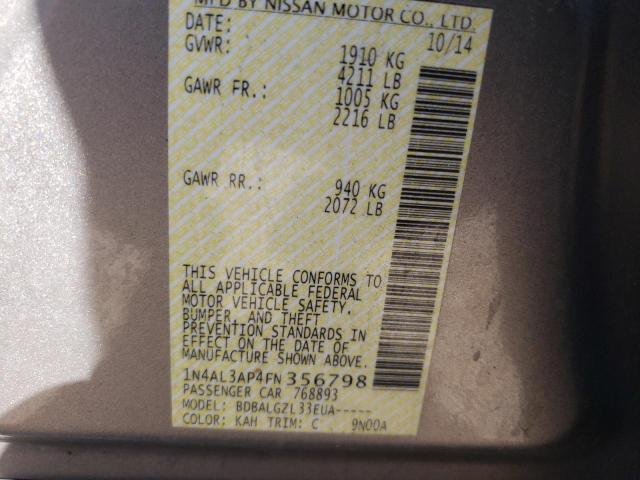 MFD BY NISSAN MOTOR CO., LTD.
DATE: 10/14
GVWR: 1910 KG
4211 LB
GAWR FR.: 1005 KG
2216 LB
GAWR RR.: 940 KG
2072 LB
THIS VEHICLE CONFORMS TO
ALL APPLICABLE FEDERAL
MOTOR VEHICLE SAFETY,
BUMPER, AND THEFT
PREVENTION STANDARDS IN
EFFECT ON THE DATE OF
MANUFACTURE SHOWN ABOVE.
1N4AL3AP4FN356798
PASSENGER CAR 768893
MODEL: BDBALGZL33EUA-----
COLOR: KAH TRIM: C 9N00A